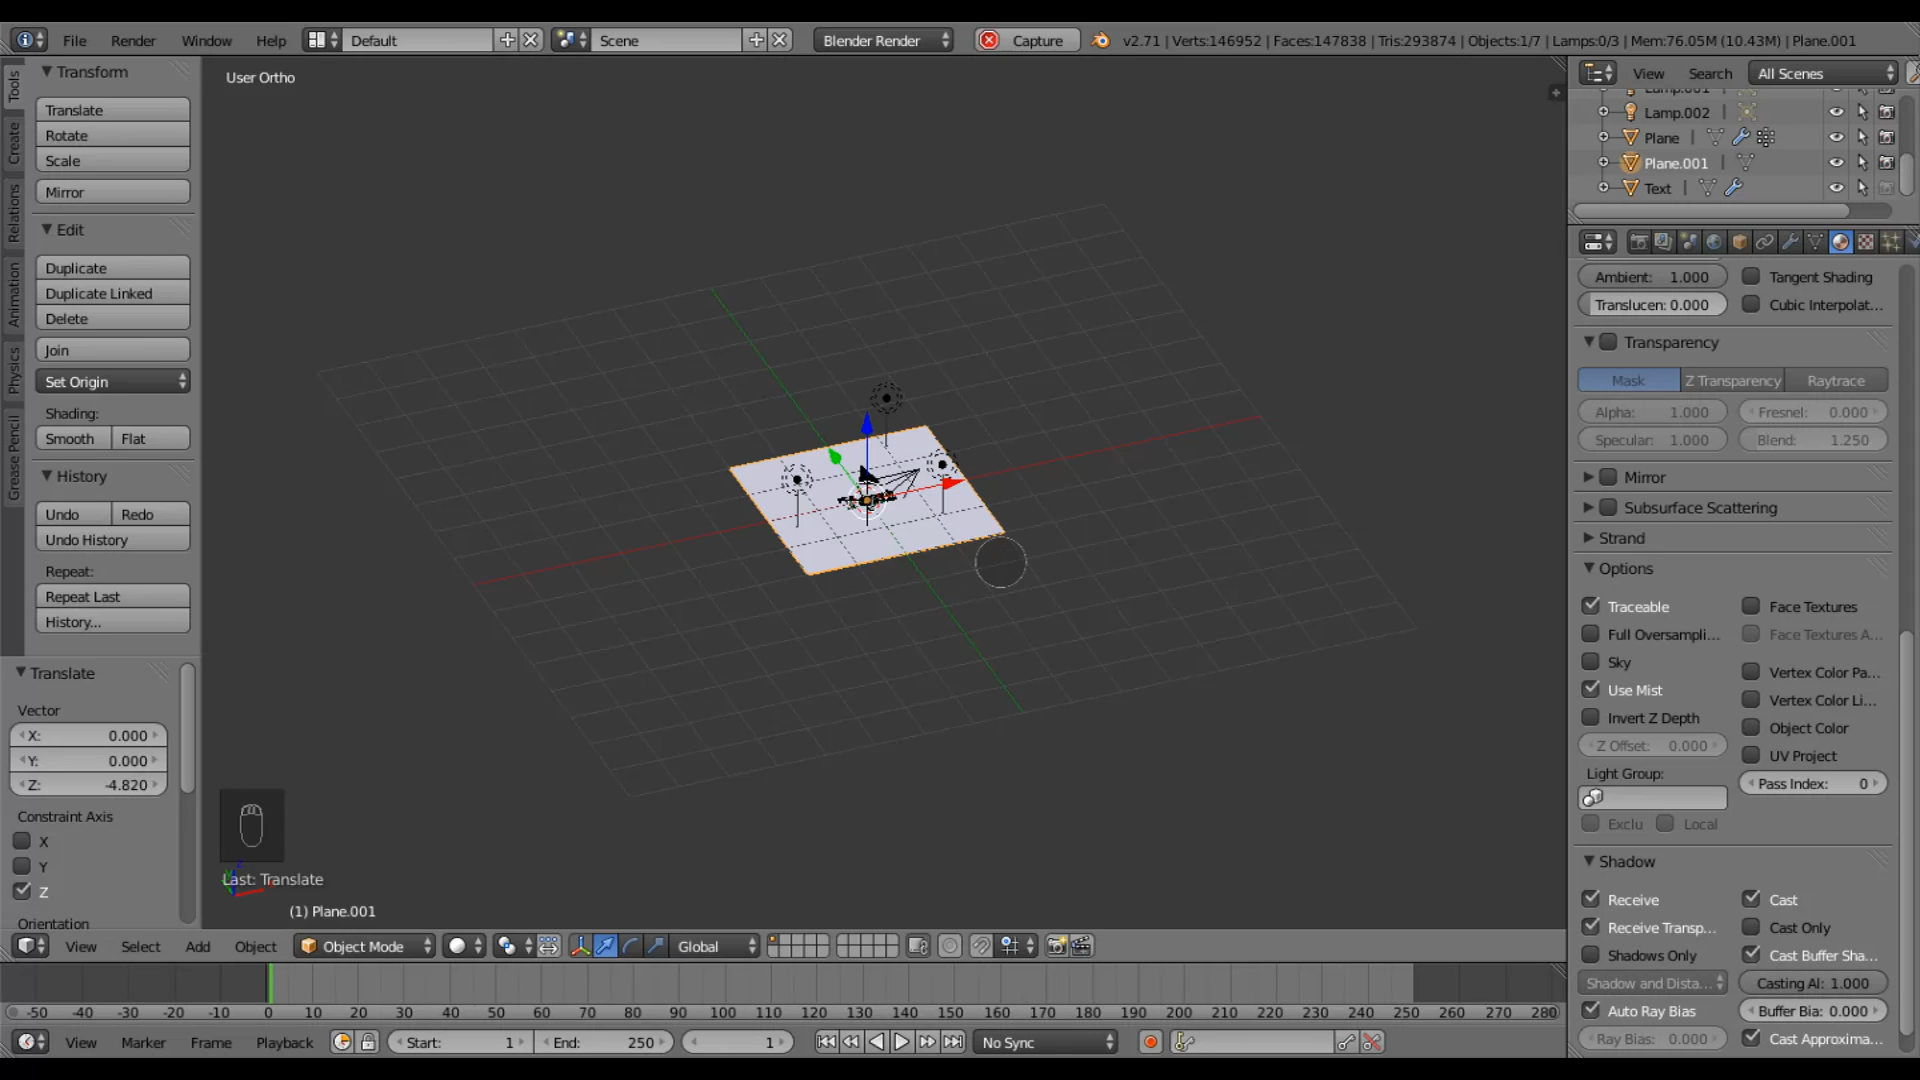 File Render Window Help Default Scene Blender Render Capture v2.71 | Verts:146952 | Faces:147838 | Tris:293874 | Objects:1/7 | Lamps:0/3 | Mem:76.05M (10.43M) | Plane.001
Tools
Create
Relations
Animation
Physics
Grease Pencil
Transform
Translate
Rotate
Scale
Mirror
Edit
Duplicate
Duplicate Linked
Delete
Join
Set Origin
Shading:
Smooth Flat
History
Undo Redo
Undo History
Repeat:
Repeat Last
History...
Translate
Vector
X: 0.000
Y: 0.000
Z: -4.820
Constraint Axis
X
Y
Z
Orientation
User Ortho
Last: Translate
(1) Plane.001
View Select Add Object Object Mode Global
View Search All Scenes
Lamp.001
Lamp.002
Plane
Plane.001
Text
Ambient: 1.000 Tangent Shading
Translucen: 0.000 Cubic Interpolat...
Transparency
Mask Z Transparency Raytrace
Alpha: 1.000 Fresnel: 0.000
Specular: 1.000 Blend: 1.250
Mirror
Subsurface Scattering
Strand
Options
Traceable Face Textures
Full Oversampli... Face Textures A...
Sky Vertex Color Pa...
Use Mist Vertex Color Li...
Invert Z Depth Object Color
Z Offset: 0.000 UV Project
Light Group: Pass Index: 0
Exclu Local
Shadow
Receive Cast
Receive Transp... Cast Only
Shadows Only Cast Buffer Sha...
Shadow and Dista... Casting Al: 1.000
Auto Ray Bias Buffer Bia: 0.000
Ray Bias: 0.000 Cast Approxima...
-50 -40 -30 -20 -10 0 10 20 30 40 50 60 70 80 90 100 110 120 130 140 150 160 170 180 190 200 210 220 230 240 250 260 270 280
View Marker Frame Playback Start: 1 End: 250 1 No Sync